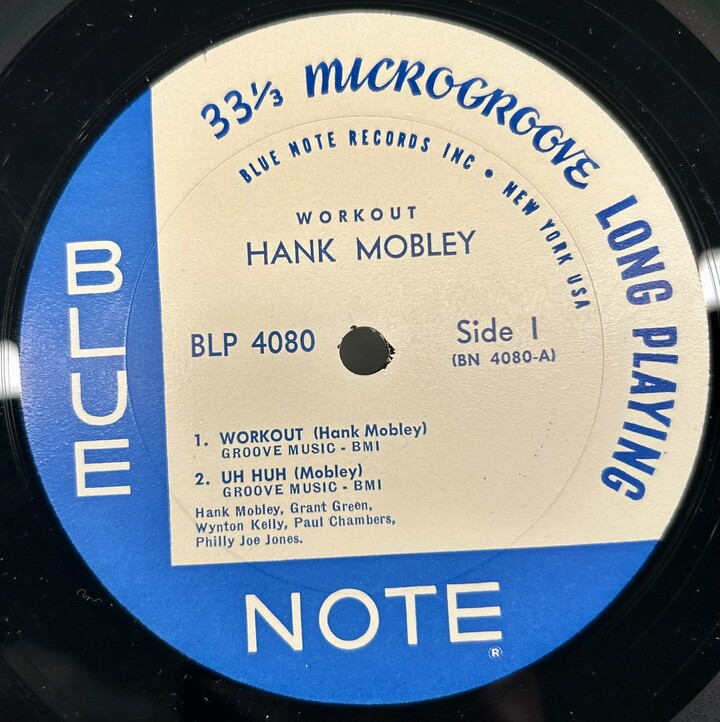 33⅓ MICROGROOVE LONG PLAYING
BLUE NOTE RECORDS INC • NEW YORK USA
WORKOUT
HANK MOBLEY
BLP 4080
Side 1
(BN 4080-A)
1. WORKOUT (Hank Mobley)
GROOVE MUSIC - BMI
2. UH HUH (Mobley)
GROOVE MUSIC - BMI
Hank Mobley, Grant Green,
Wynton Kelly, Paul Chambers,
Philly Joe Jones.
BLUE
NOTE
®